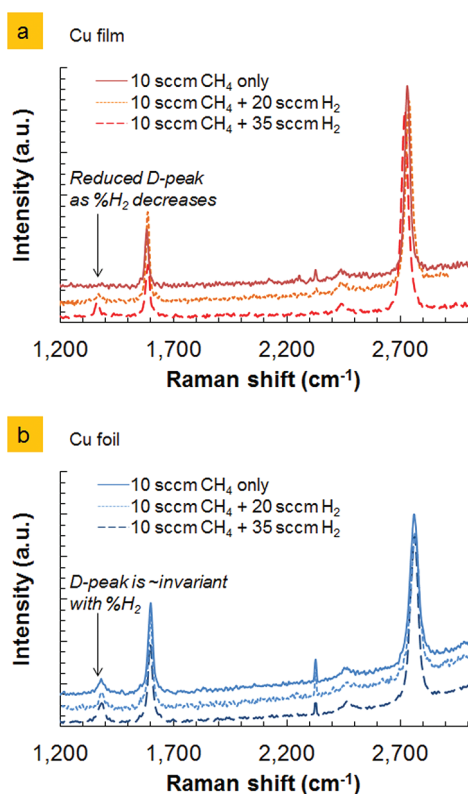 a
Cu film
10 sccm CH₄ only
10 sccm CH₄ + 20 sccm H₂
10 sccm CH₄ + 35 sccm H₂
Reduced D-peak
as %H₂ decreases
Intensity (a.u.)
1,200 1,700 2,200 2,700
Raman shift (cm⁻¹)
b
Cu foil
10 sccm CH₄ only
10 sccm CH₄ + 20 sccm H₂
10 sccm CH₄ + 35 sccm H₂
D-peak is ~invariant
with %H₂
Intensity (a.u.)
1,200 1,700 2,200 2,700
Raman shift (cm⁻¹)